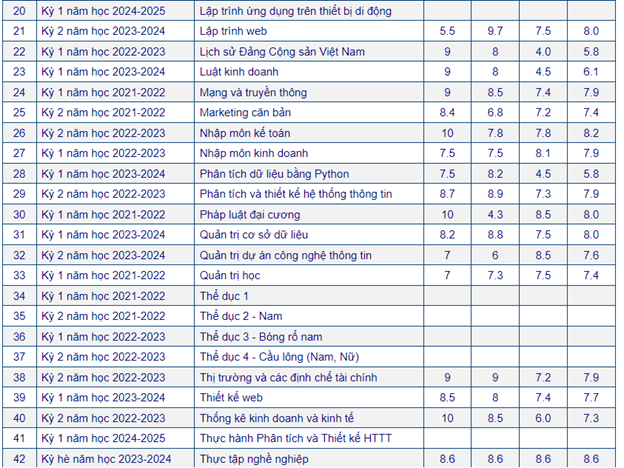 20 Kỳ 1 năm học 2024-2025 Lập trình ứng dụng trên thiết bị di động
21 Kỳ 2 năm học 2023-2024 Lập trình web 5.5 9.7 7.5 8.0
22 Kỳ 1 năm học 2022-2023 Lịch sử Đảng Cộng sản Việt Nam 9 8 4.0 5.8
23 Kỳ 1 năm học 2023-2024 Luật kinh doanh 9 8 4.5 6.1
24 Kỳ 1 năm học 2021-2022 Mạng và truyền thông 9 8.5 7.4 7.9
25 Kỳ 2 năm học 2021-2022 Marketing căn bản 8.4 6.8 7.2 7.4
26 Kỳ 2 năm học 2022-2023 Nhập môn kế toán 10 7.8 7.8 8.2
27 Kỳ 1 năm học 2022-2023 Nhập môn kinh doanh 7.5 7.5 8.1 7.9
28 Kỳ 1 năm học 2023-2024 Phân tích dữ liệu bằng Python 7.5 8.2 4.5 5.8
29 Kỳ 2 năm học 2022-2023 Phân tích và thiết kế hệ thống thông tin 8.7 8.9 7.3 7.9
30 Kỳ 1 năm học 2021-2022 Pháp luật đại cương 10 4.3 8.5 8.0
31 Kỳ 1 năm học 2023-2024 Quản trị cơ sở dữ liệu 8.2 8.8 7.5 8.0
32 Kỳ 2 năm học 2023-2024 Quản trị dự án công nghệ thông tin 7 6 8.5 7.6
33 Kỳ 1 năm học 2021-2022 Quản trị học 7 7.3 7.5 7.4
34 Kỳ 1 năm học 2021-2022 Thể dục 1
35 Kỳ 2 năm học 2021-2022 Thể dục 2 - Nam
36 Kỳ 1 năm học 2022-2023 Thể dục 3 - Bóng rổ nam
37 Kỳ 2 năm học 2022-2023 Thể dục 4 - Cầu lông (Nam, Nữ)
38 Kỳ 2 năm học 2022-2023 Thị trường và các định chế tài chính 9 9 7.2 7.9
39 Kỳ 1 năm học 2023-2024 Thiết kế web 8.5 8 7.4 7.7
40 Kỳ 2 năm học 2022-2023 Thống kê kinh doanh và kinh tế 10 8.5 6.0 7.3
41 Kỳ 1 năm học 2024-2025 Thực hành Phân tích và Thiết kế HTTT
42 Kỳ hè năm học 2023-2024 Thực tập nghề nghiệp 8.6 8.6 8.6 8.6